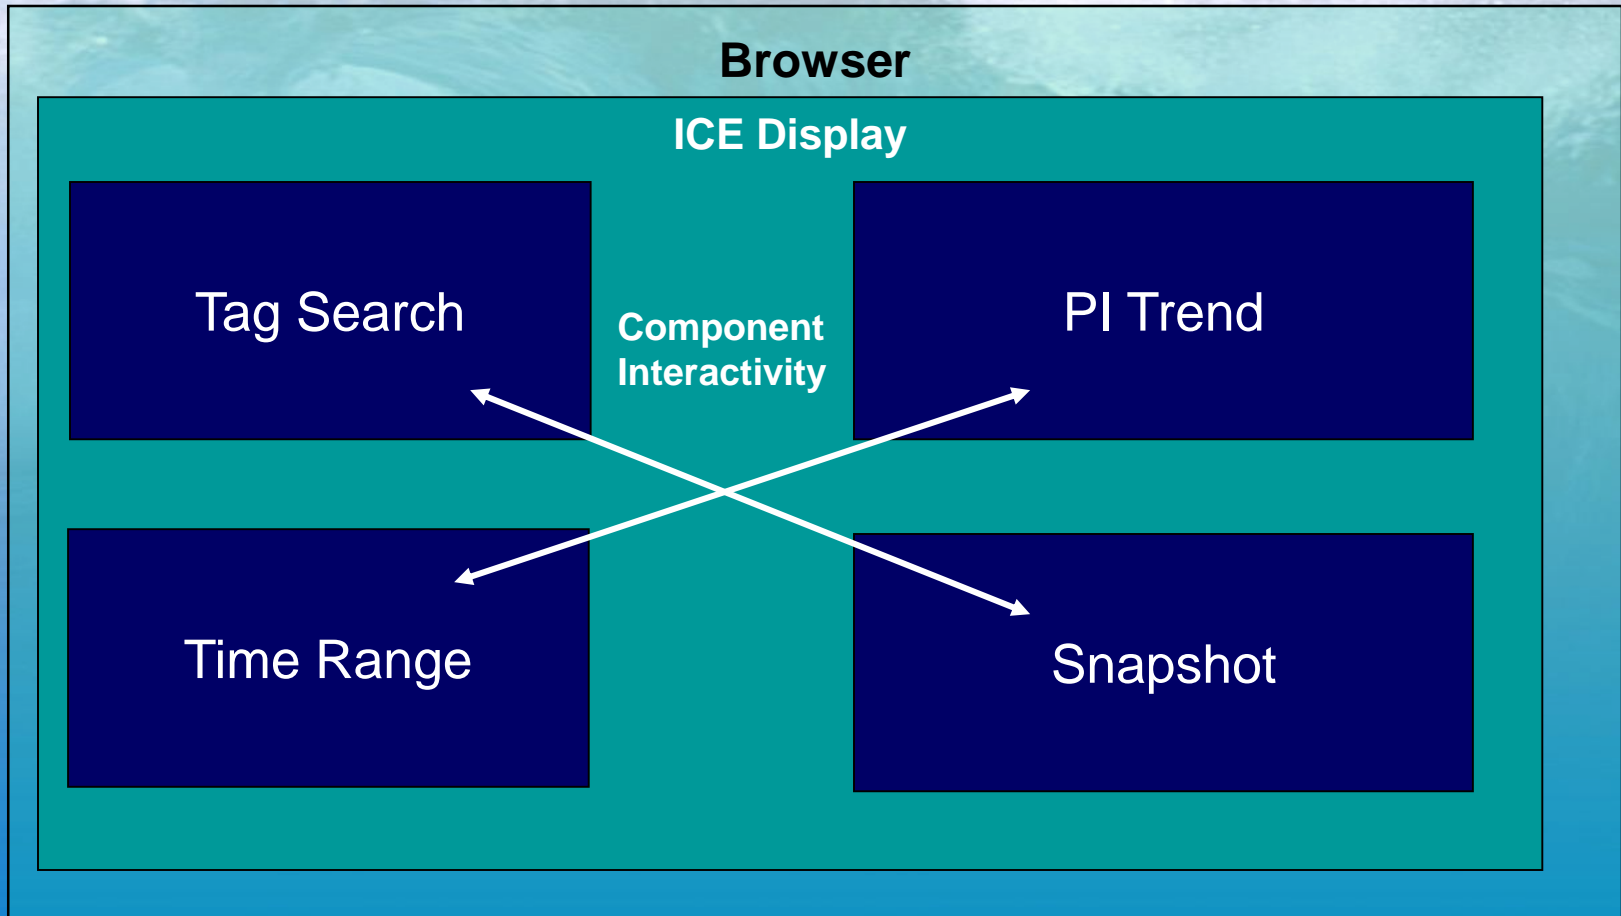 Browser
ICE Display
Tag Search
Component
Interactivity
PI Trend
Time Range
Snapshot